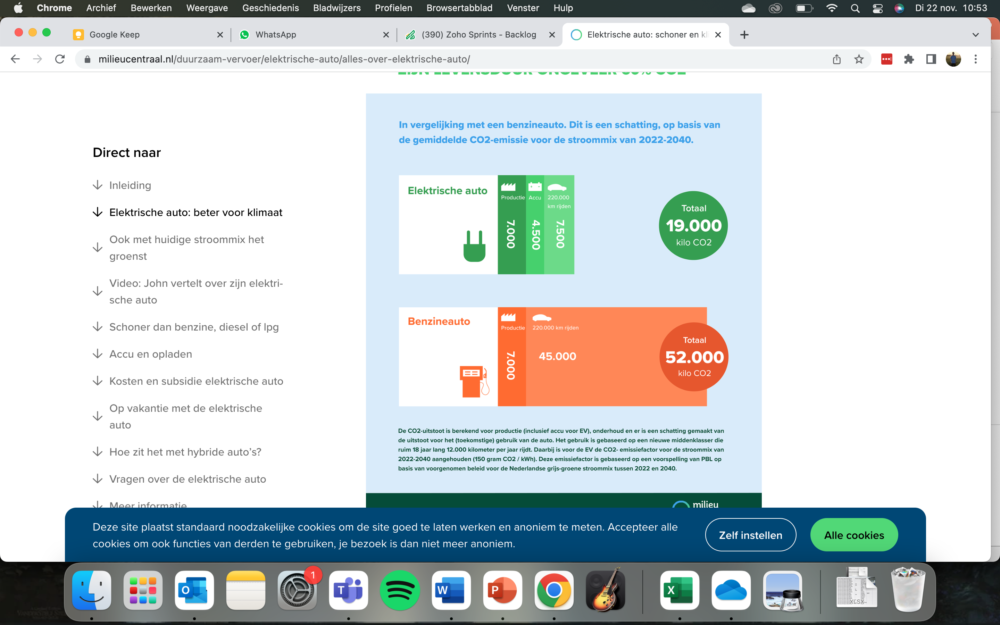 Chrome Archief Bewerken Weergave Geschiedenis Bladwijzers Profielen Browsertabblad Venster Hulp Di 22 nov. 10:53
Google Keep WhatsApp (390) Zoho Sprints - Backlog Elektrische auto: schoner en kl
milieucentraal.nl/duurzaam-vervoer/elektrische-auto/alles-over-elektrische-auto/
Direct naar
Inleiding
Elektrische auto: beter voor klimaat
Ook met huidige stroommix het
groenst
Video: John vertelt over zijn elektri-
sche auto
Schoner dan benzine, diesel of lpg
Accu en opladen
Kosten en subsidie elektrische auto
Op vakantie met de elektrische
auto
Hoe zit het met hybride auto's?
Vragen over de elektrische auto
Meer informatie
ZIJN LEVENSDUUR ONGEVEER 60% CO2
In vergelijking met een benzineauto. Dit is een schatting, op basis van
de gemiddelde CO2-emissie voor de stroommix van 2022-2040.
Elektrische auto
Productie
7.000
Accu
4.500
220.000
km rijden
7.500
Totaal
19.000
kilo CO2
Benzineauto
Productie
7.000
220.000 km rijden
45.000
Totaal
52.000
kilo CO2
De CO2-uitstoot is berekend voor productie (inclusief accu voor EV), onderhoud en er is een schatting gemaakt van
de uitstoot voor het (toekomstige) gebruik van de auto. Het gebruik is gebaseerd op een nieuwe middenklasser die
ruim 18 jaar lang 12.000 kilometer per jaar rijdt. Daarbij is voor de EV de CO2- emissiefactor voor de stroommix van
2022-2040 aangehouden (150 gram CO2 / kWh). Deze emissiefactor is gebaseerd op een voorspelling van PBL op
basis van voorgenomen beleid voor de Nederlandse grijs-groene stroommix tussen 2022 en 2040.
milieu
Deze site plaatst standaard noodzakelijke cookies om de site goed te laten werken en anoniem te meten. Accepteer alle
cookies om ook functies van derden te gebruiken, je bezoek is dan niet meer anoniem.
Zelf instellen
Alle cookies
1
XLSX